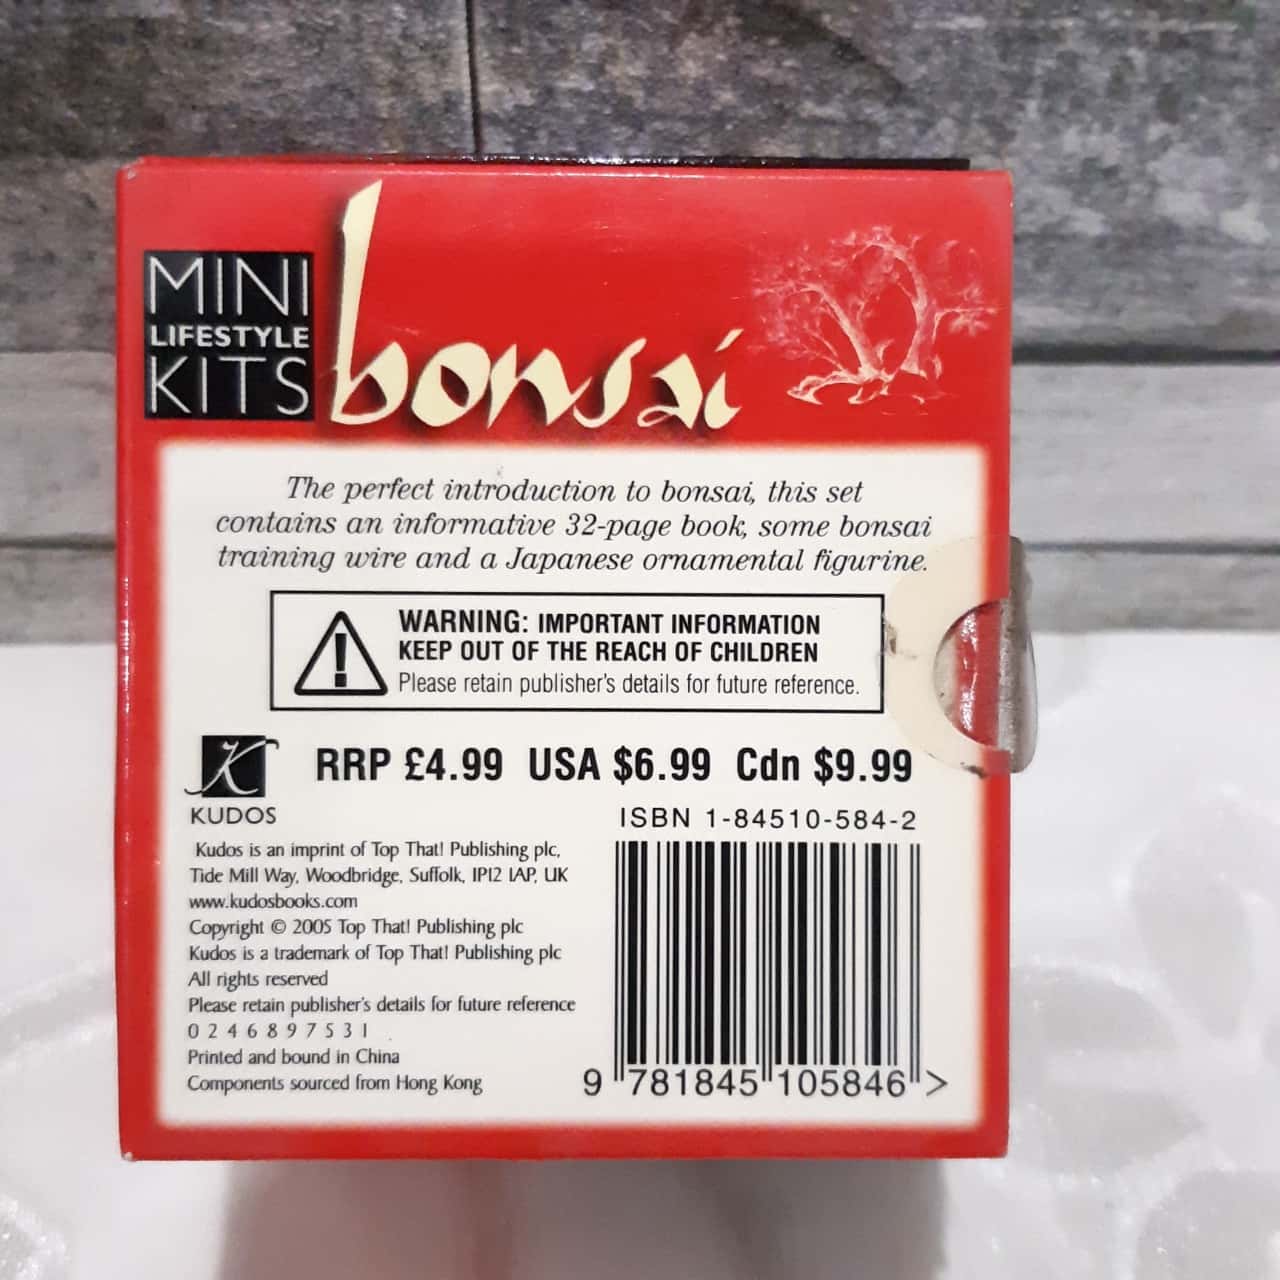 MINI
LIFESTYLE
KITS
bonsai
The perfect introduction to bonsai, this set
contains an informative 32-page book, some bonsai
training wire and a Japanese ornamental figurine.
WARNING: IMPORTANT INFORMATION
KEEP OUT OF THE REACH OF CHILDREN
Please retain publisher's details for future reference.
K
KUDOS
RRP £4.99 USA $6.99 Cdn $9.99
ISBN 1-84510-584-2
Kudos is an imprint of Top That! Publishing plc,
Tide Mill Way, Woodbridge, Suffolk, IP12 1AP, UK
www.kudosbooks.com
Copyright © 2005 Top That! Publishing plc
Kudos is a trademark of Top That! Publishing plc
All rights reserved
Please retain publisher's details for future reference
0 2 4 6 8 9 7 5 3 1
Printed and bound in China
Components sourced from Hong Kong
9 781845 105846 >